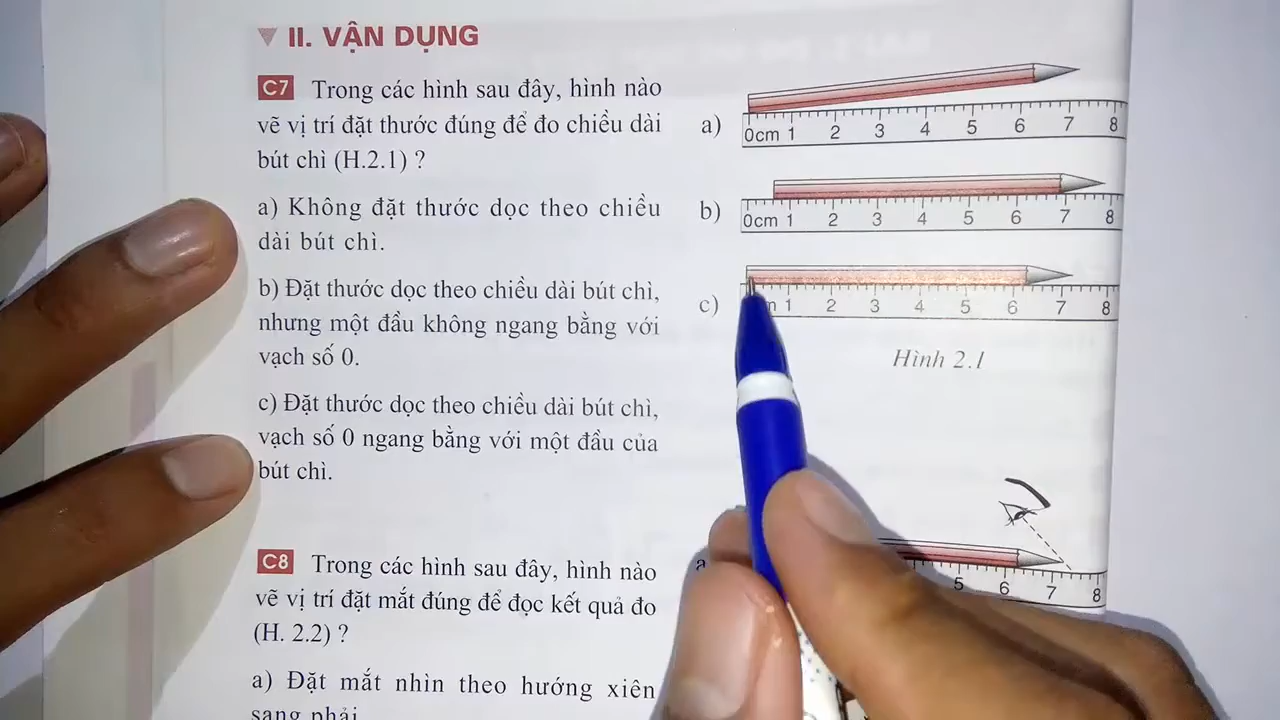 II. VẬN DỤNG
C7 Trong các hình sau đây, hình nào
vẽ vị trí đặt thước đúng để đo chiều dài
bút chì (H.2.1) ?
a) Không đặt thước dọc theo chiều
dài bút chì.
b) Đặt thước dọc theo chiều dài bút chì,
nhưng một đầu không ngang bằng với
vạch số 0.
c) Đặt thước dọc theo chiều dài bút chì,
vạch số 0 ngang bằng với một đầu của
bút chì.
a)
0cm 1 2 3 4 5 6 7 8
b)
0cm 1 2 3 4 5 6 7 8
c)
1 2 3 4 5 6 7 8
Hình 2.1
C8 Trong các hình sau đây, hình nào
vẽ vị trí đặt mắt đúng để đọc kết quả đo
(H. 2.2) ?
a) Đặt mắt nhìn theo hướng xiên
sang phải
a
5 6 7 8